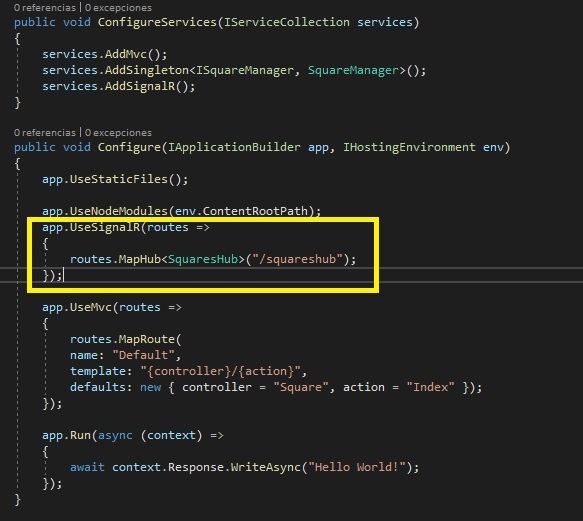 0 referencias | 0 excepciones
public void ConfigureServices(IServiceCollection services)
{
services.AddMvc();
services.AddSingleton<ISquareManager, SquareManager>();
services.AddSignalR();
}
0 referencias | 0 excepciones
public void Configure(IApplicationBuilder app, IHostingEnvironment env)
{
app.UseStaticFiles();
app.UseNodeModules(env.ContentRootPath);
app.UseSignalR(routes =>
{
routes.MapHub<SquaresHub>("/squareshub");
});
app.UseMvc(routes =>
{
routes.MapRoute(
name: "Default",
template: "{controller}/{action}",
defaults: new { controller = "Square", action = "Index" });
});
app.Run(async (context) =>
{
await context.Response.WriteAsync("Hello World!");
});
}